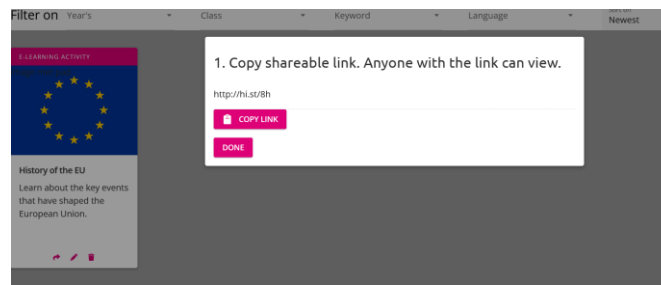 Filter on Year's Class Keyword Language Sort on
Newest
E-LEARNING ACTIVITY
1. Copy shareable link. Anyone with the link can view.
http://hi.st/8h
COPY LINK
DONE
History of the EU
Learn about the key events
that have shaped the
European Union.